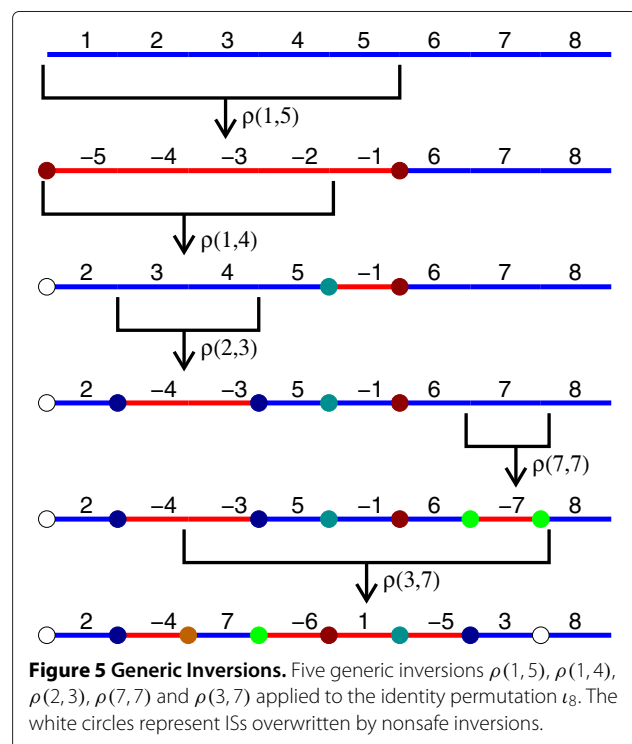 1 2 3 4 5 6 7 8
ρ(1,5)
−5 −4 −3 −2 −1 6 7 8
ρ(1,4)
2 3 4 5 −1 6 7 8
ρ(2,3)
2 −4 −3 5 −1 6 7 8
ρ(7,7)
2 −4 −3 5 −1 6 −7 8
ρ(3,7)
2 −4 7 −6 1 −5 3 8
Figure 5 Generic Inversions. Five generic inversions ρ(1, 5), ρ(1, 4),
ρ(2, 3), ρ(7, 7) and ρ(3, 7) applied to the identity permutation ι8. The
white circles represent ISs overwritten by nonsafe inversions.